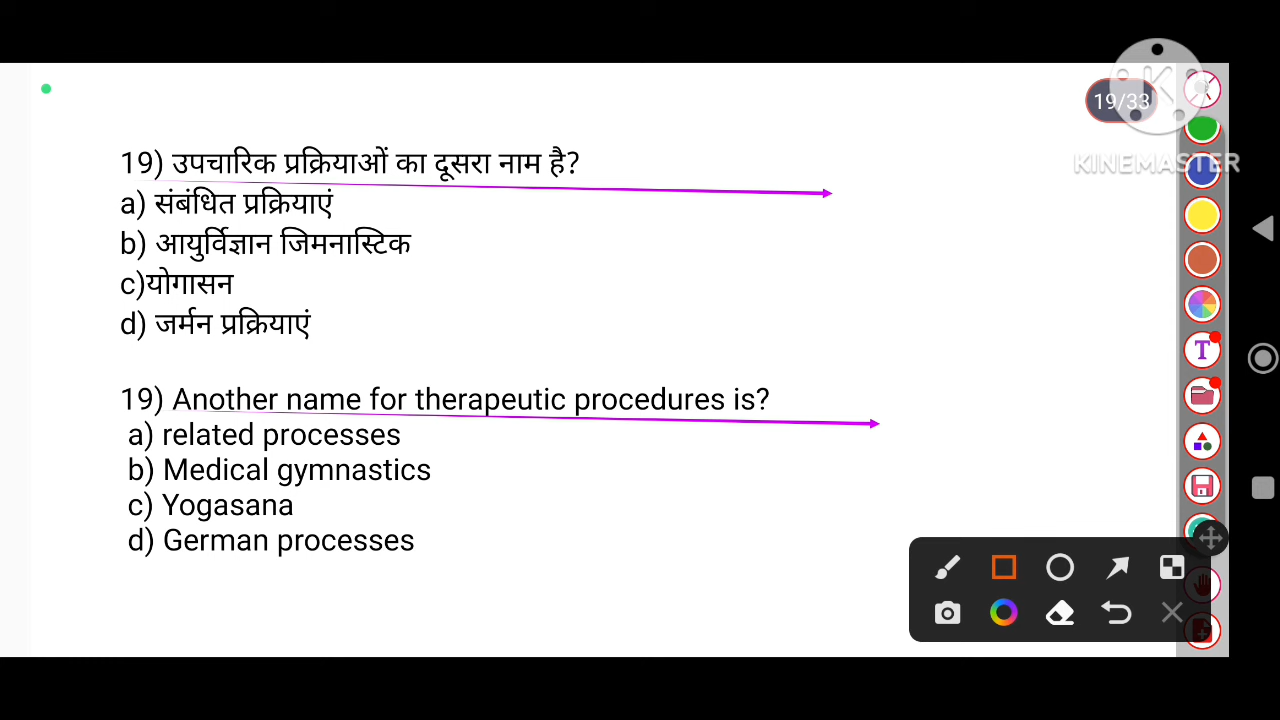 19/33
KINEMASTER
19) उपचारिक प्रक्रियाओं का दूसरा नाम है?
a) संबंधित प्रक्रियाएं
b) आयुर्विज्ञान जिमनास्टिक
c)योगासन
d) जर्मन प्रक्रियाएं
19) Another name for therapeutic procedures is?
a) related processes
b) Medical gymnastics
c) Yogasana
d) German processes
T